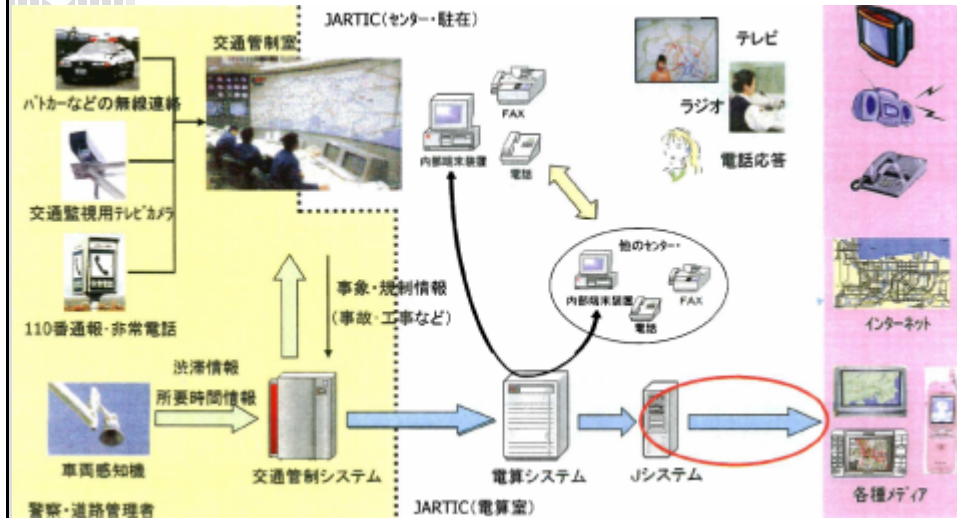 JARTIC(センター・駐在)
交通管制室
パトカーなどの無線連絡
交通監視用テレビカメラ
110番通報・非常電話
渋滞情報
所要時間情報
車両感知機
警察・道路管理者
事象・規制情報
(事故・工事など)
交通管制システム
内部端末装置
FAX
電話
テレビ
ラジオ
電話応答
他のセンター・
内部端末装置
FAX
電話
電算システム
Jシステム
JARTIC(電算室)
インターネット
各種メディア